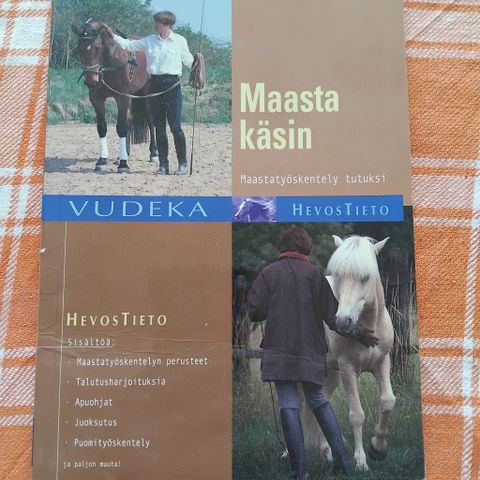 Maasta
käsin
Maastatyöskentely tutuksi
VUDEKA
HEVOSTIETO
HEVOSTIETO
Sisältöä:
· Maastatyöskentelyn perusteet
· Talutusharjoituksia
· Apuohjat
· Juoksutus
· Puomityöskentely
ja paljon muuta!